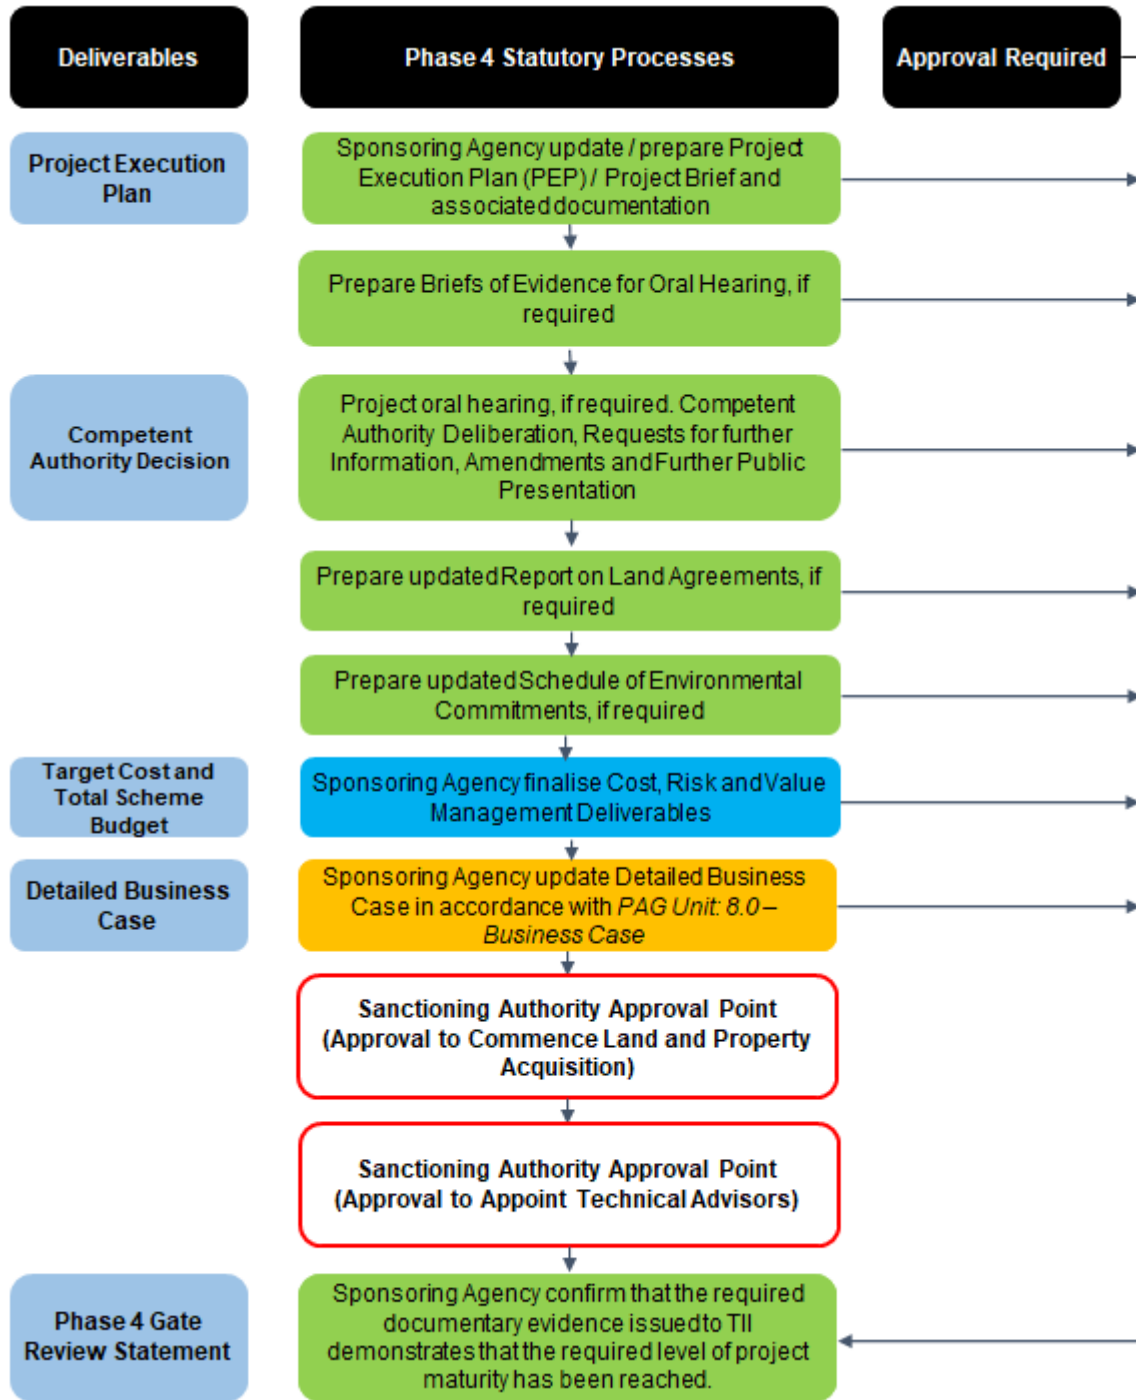 Deliverables
Phase 4 Statutory Processes
Approval Required
Project Execution
Plan
Sponsoring Agency update / prepare Project
Execution Plan (PEP) / Project Brief and
associated documentation
Prepare Briefs of Evidence for Oral Hearing, if
required
Competent
Authority Decision
Project oral hearing, if required. Competent
Authority Deliberation, Requests for further
Information, Amendments and Further Public
Presentation
Prepare updated Report on Land Agreements, if
required
Prepare updated Schedule of Environmental
Commitments, if required
Target Cost and
Total Scheme
Budget
Sponsoring Agency finalise Cost, Risk and Value
Management Deliverables
Detailed Business
Case
Sponsoring Agency update Detailed Business
Case in accordance with PAG Unit: 8.0 –
Business Case
Sanctioning Authority Approval Point
(Approval to Commence Land and Property
Acquisition)
Sanctioning Authority Approval Point
(Approval to Appoint Technical Advisors)
Phase 4 Gate
Review Statement
Sponsoring Agency confirm that the required
documentary evidence issued to TII
demonstrates that the required level of project
maturity has been reached.